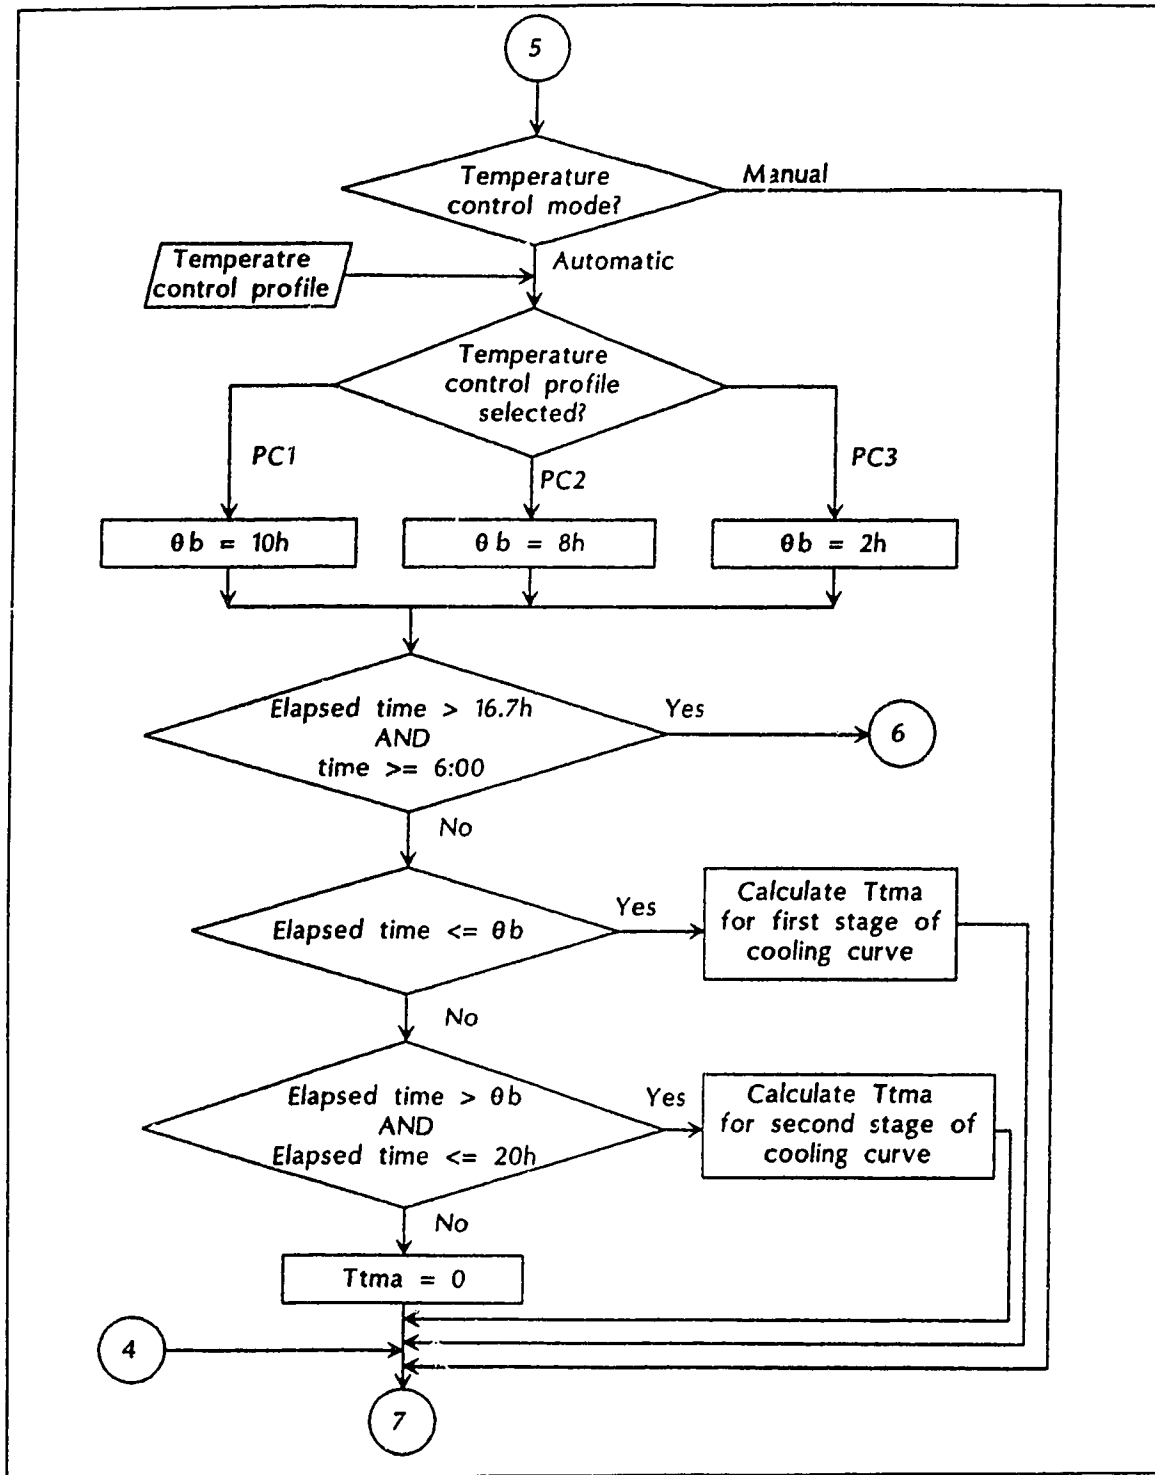 5
Temperature
control mode?
Manual
Automatic
Temperatre
control profile
Temperature
control profile
selected?
PC1
PC2
PC3
θb = 10h
θb = 8h
θb = 2h
Elapsed time > 16.7h
AND
time >= 6:00
Yes
6
No
Elapsed time <= θb
Yes
Calculate Ttma
for first stage of
cooling curve
No
Elapsed time > θb
AND
Elapsed time <= 20h
Yes
Calculate Ttma
for second stage of
cooling curve
No
Ttma = 0
4
7